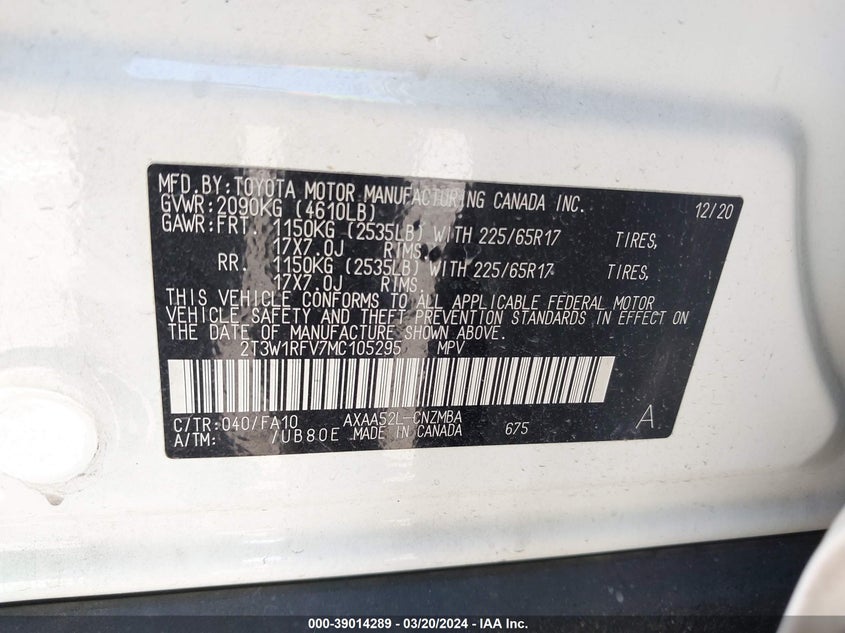 MFD.BY:TOYOTA MOTOR MANUFACTURING CANADA INC.
GVWR:2090KG (4610LB) 12/20
GAWR:FRT. 1150KG (2535LB) WITH 225/65R17 TIRES,
17X7.0J RIMS.
RR. 1150KG (2535LB) WITH 225/65R17 TIRES,
17X7.0J RIMS.
THIS VEHICLE CONFORMS TO ALL APPLICABLE FEDERAL MOTOR
VEHICLE SAFETY AND THEFT PREVENTION STANDARDS IN EFFECT ON
THE DATE OF MANUFACTURE SHOWN ABOVE.
2T3W1RFV7MC105295 MPV
C/TR:040/FA10 AXAA52L-CNZMBA A
A/TM: /UB80E MADE IN CANADA 675
000-39014289 / 03/20/2024 - IAA Inc.